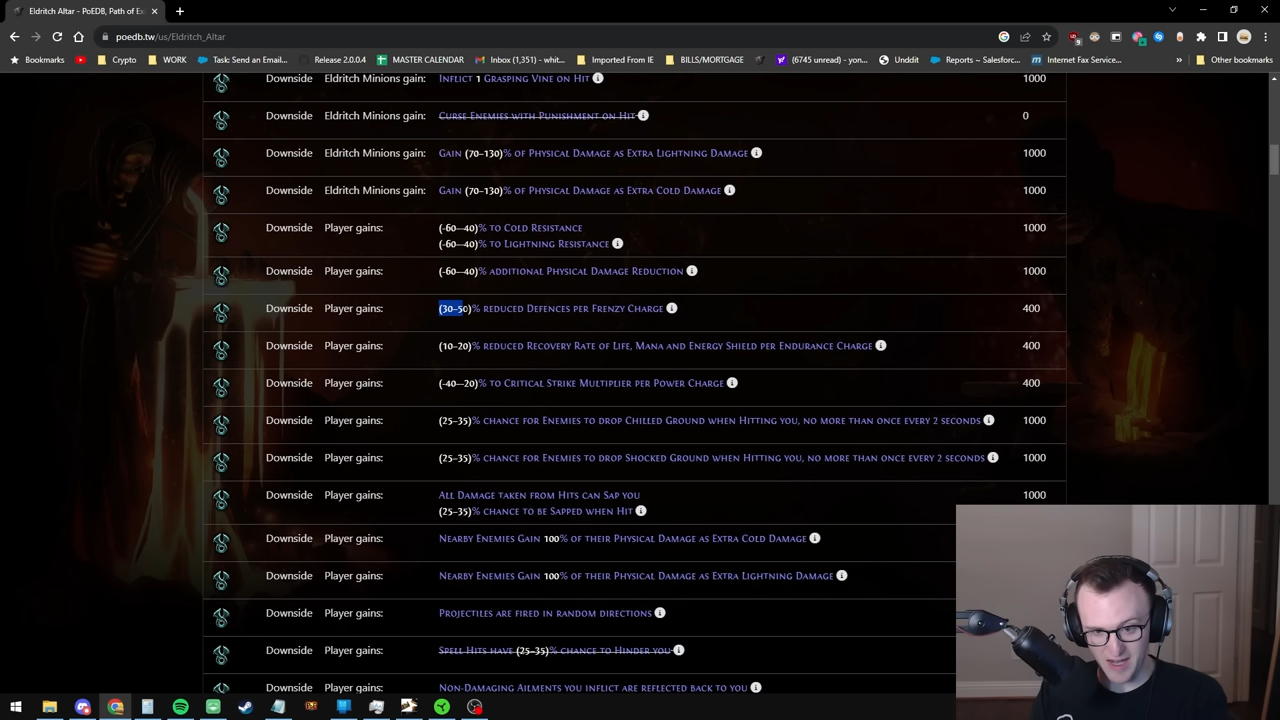 Eldritch Altar - PoEDB, Path of Ex
poedb.tw/us/Eldritch_Altar
Bookmarks
Crypto
WORK
Task: Send an Email...
Release 2.0.0.4
MASTER CALENDAR
Inbox (1,351) - whit...
Imported From IE
BILLS/MORTGAGE
(6745 unread) - yon...
Unddit
Reports ~ Salesforc...
Internet Fax Service...
»
Other bookmarks
Downside Eldritch Minions gain: Inflict 1 Grasping Vine on Hit 1000
Downside Eldritch Minions gain: Curse Enemies with Punishment on Hit 0
Downside Eldritch Minions gain: Gain (70–130)% of Physical Damage as Extra Lightning Damage 1000
Downside Eldritch Minions gain: Gain (70–130)% of Physical Damage as Extra Cold Damage 1000
Downside Player gains: (-60–-40)% to Cold Resistance 1000
(-60–-40)% to Lightning Resistance
Downside Player gains: (-60–-40)% additional Physical Damage Reduction 1000
Downside Player gains: (30–50)% reduced Defences per Frenzy Charge 400
Downside Player gains: (10–20)% reduced Recovery Rate of Life, Mana and Energy Shield per Endurance Charge 400
Downside Player gains: (-40–-20)% to Critical Strike Multiplier per Power Charge 400
Downside Player gains: (25–35)% chance for Enemies to drop Chilled Ground when Hitting you, no more than once every 2 seconds 1000
Downside Player gains: (25–35)% chance for Enemies to drop Shocked Ground when Hitting you, no more than once every 2 seconds 1000
Downside Player gains: All Damage taken from Hits can Sap you 1000
(25–35)% chance to be Sapped when Hit
Downside Player gains: Nearby Enemies Gain 100% of their Physical Damage as Extra Cold Damage
Downside Player gains: Nearby Enemies Gain 100% of their Physical Damage as Extra Lightning Damage
Downside Player gains: Projectiles are fired in random directions
Downside Player gains: Spell Hits have (25–35)% chance to Hinder you
Downside Player gains: Non-Damaging Ailments you inflict are reflected back to you